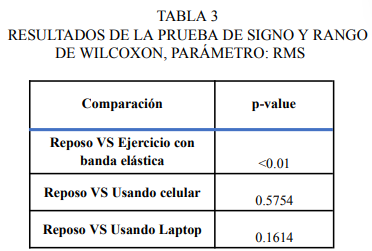 TABLA 3
RESULTADOS DE LA PRUEBA DE SIGNO Y RANGO
DE WILCOXON, PARÁMETRO: RMS
Comparación p-value
Reposo VS Ejercicio con
banda elástica <0.01
Reposo VS Usando celular 0.5754
Reposo VS Usando Laptop 0.1614